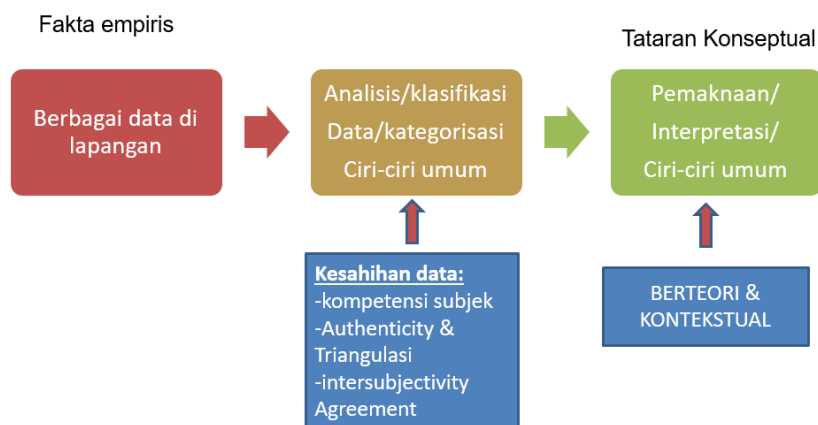 Fakta empiris
Tataran Konseptual
Berbagai data di
lapangan
Analisis/klasifikasi
Data/kategorisasi
Ciri-ciri umum
Pemaknaan/
Interpretasi/
Ciri-ciri umum
Kesahihan data:
-kompetensi subjek
-Authenticity &
Triangulasi
-intersubjectivity
Agreement
BERTEORI &
KONTEKSTUAL